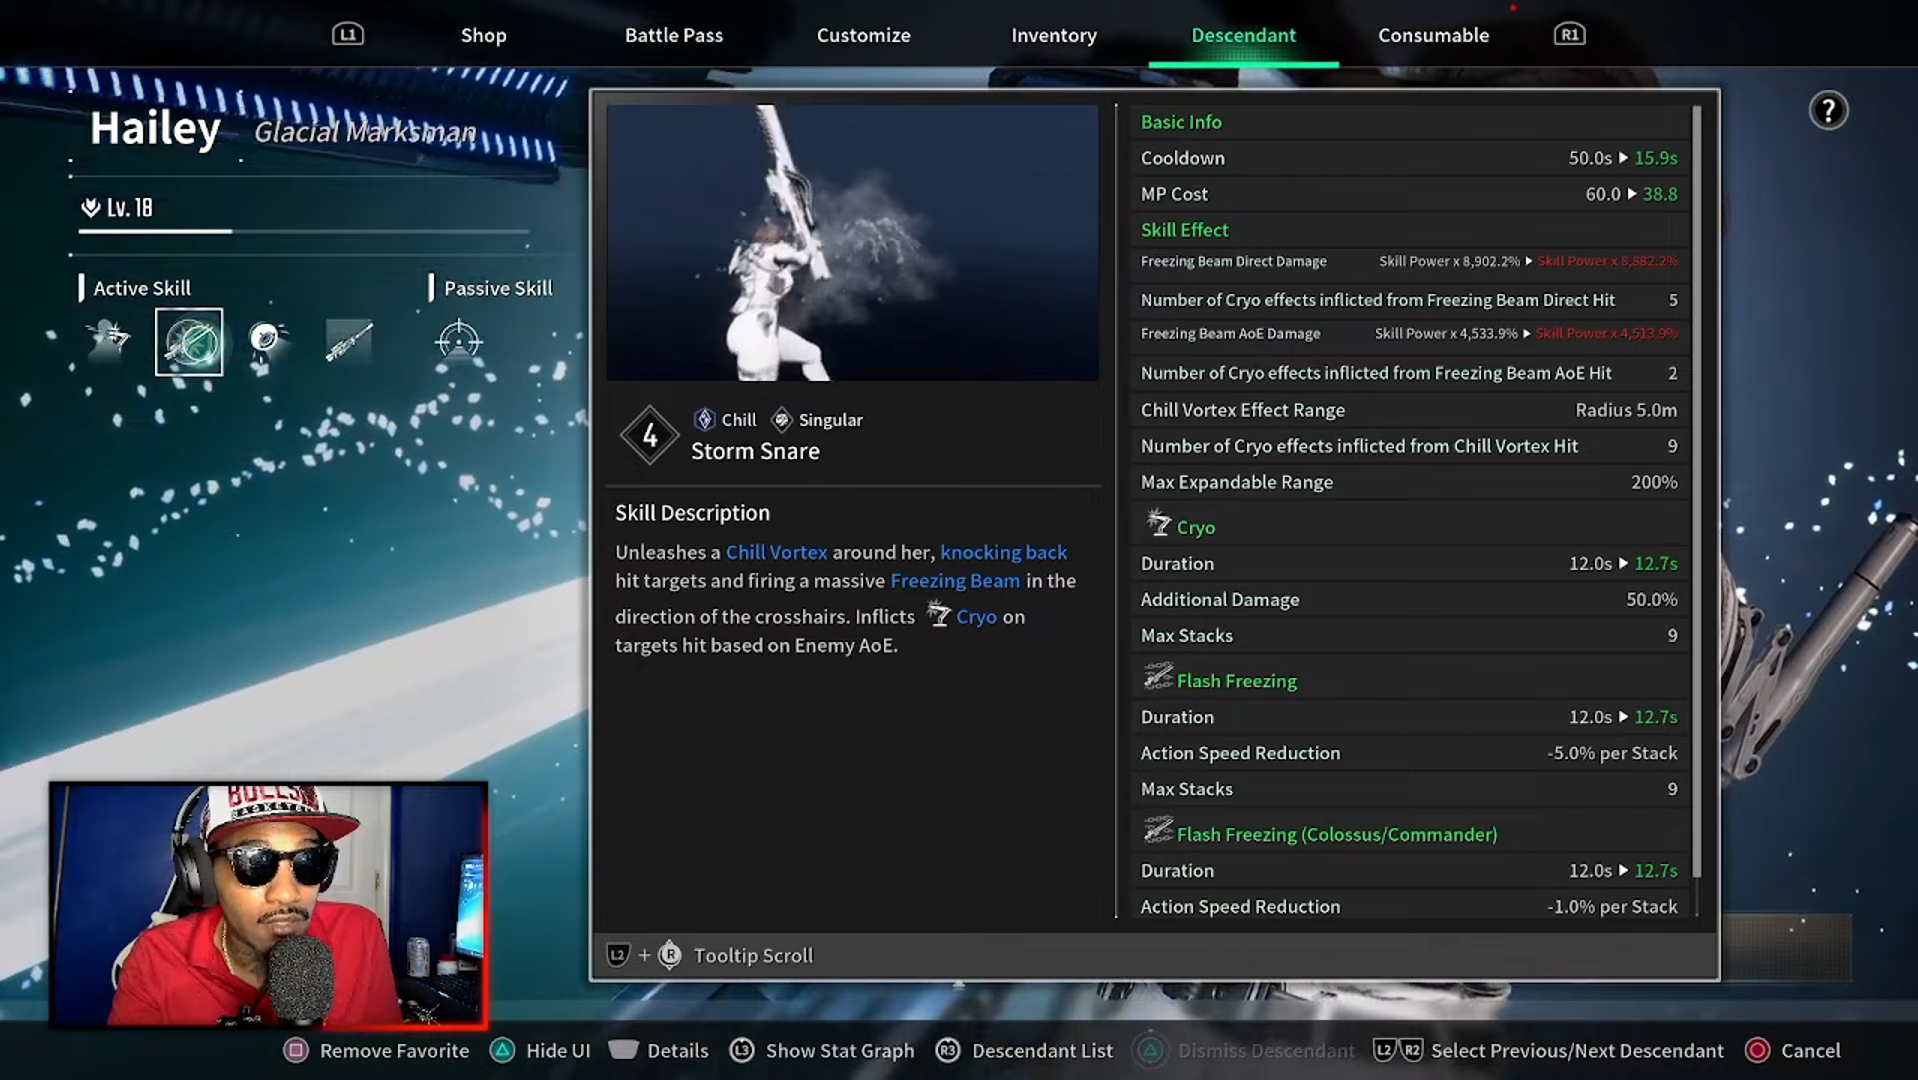 L1 Shop Battle Pass Customize Inventory Descendant Consumable R1
Hailey Glacial Marksman
Lv. 18
Active Skill Passive Skill
4
Chill Singular
Storm Snare
Skill Description
Unleashes a Chill Vortex around her, knocking back
hit targets and firing a massive Freezing Beam in the
direction of the crosshairs. Inflicts Cryo on
targets hit based on Enemy AoE.
Basic Info
Cooldown 50.0s ▶ 15.9s
MP Cost 60.0 ▶ 38.8
Skill Effect
Freezing Beam Direct Damage Skill Power x 8,902.2% ▶ Skill Power x 8,882.2%
Number of Cryo effects inflicted from Freezing Beam Direct Hit 5
Freezing Beam AoE Damage Skill Power x 4,533.9% ▶ Skill Power x 4,513.9%
Number of Cryo effects inflicted from Freezing Beam AoE Hit 2
Chill Vortex Effect Range Radius 5.0m
Number of Cryo effects inflicted from Chill Vortex Hit 9
Max Expandable Range 200%
Cryo
Duration 12.0s ▶ 12.7s
Additional Damage 50.0%
Max Stacks 9
Flash Freezing
Duration 12.0s ▶ 12.7s
Action Speed Reduction -5.0% per Stack
Max Stacks 9
Flash Freezing (Colossus/Commander)
Duration 12.0s ▶ 12.7s
Action Speed Reduction -1.0% per Stack
L2 + R Tooltip Scroll
?
BULLS
Remove Favorite Hide UI Details L3 Show Stat Graph R3 Descendant List Dismiss Descendant L2/R2 Select Previous/Next Descendant Cancel